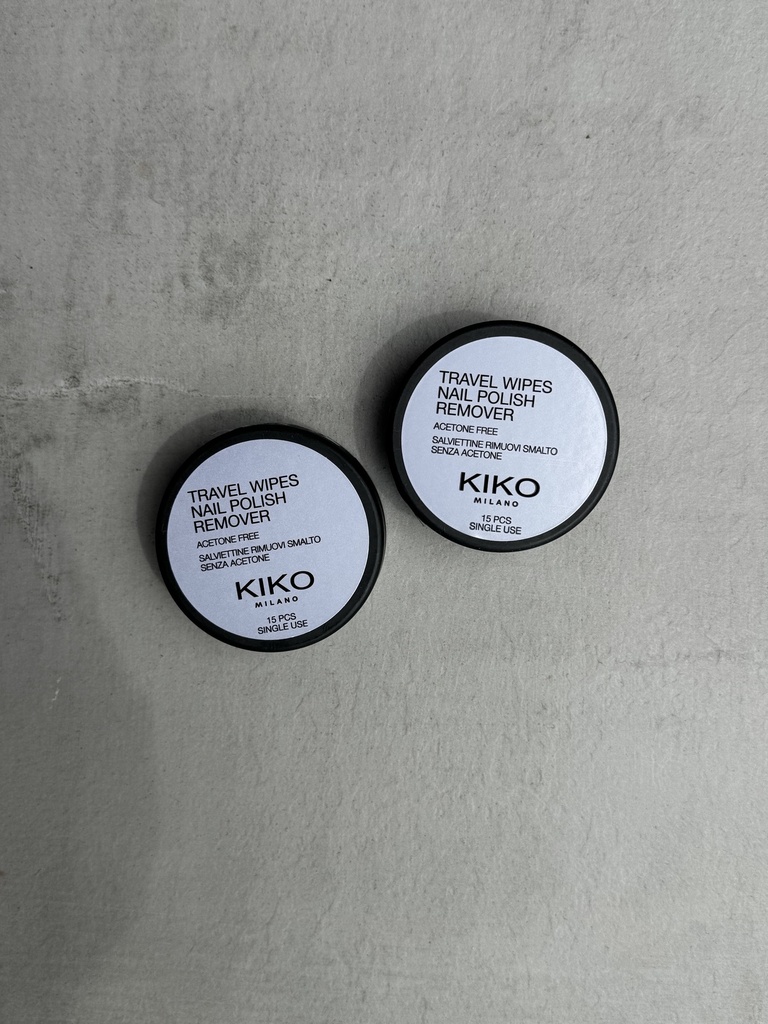 TRAVEL WIPES
NAIL POLISH
REMOVER
ACETONE FREE
SALVIETTINE RIMUOVI SMALTO
SENZA ACETONE
KIKO
MILANO
15 PCS
SINGLE USE
TRAVEL WIPES
NAIL POLISH
REMOVER
ACETONE FREE
SALVIETTINE RIMUOVI SMALTO
SENZA ACETONE
KIKO
MILANO
15 PCS
SINGLE USE